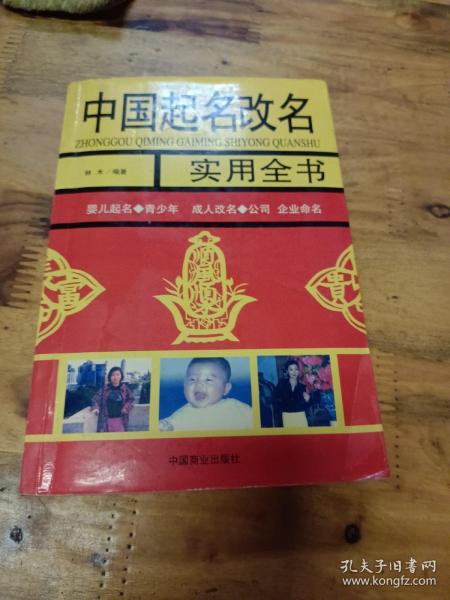 中国起名改名
ZHONGGOU QIMING GAIMING SHIYONG QUANSHU
林木/编著
实用全书
婴儿起名◆青少年 成人改名◆公司 企业命名
富
贵
中国商业出版社
孔夫子旧书网
www.kongfz.com